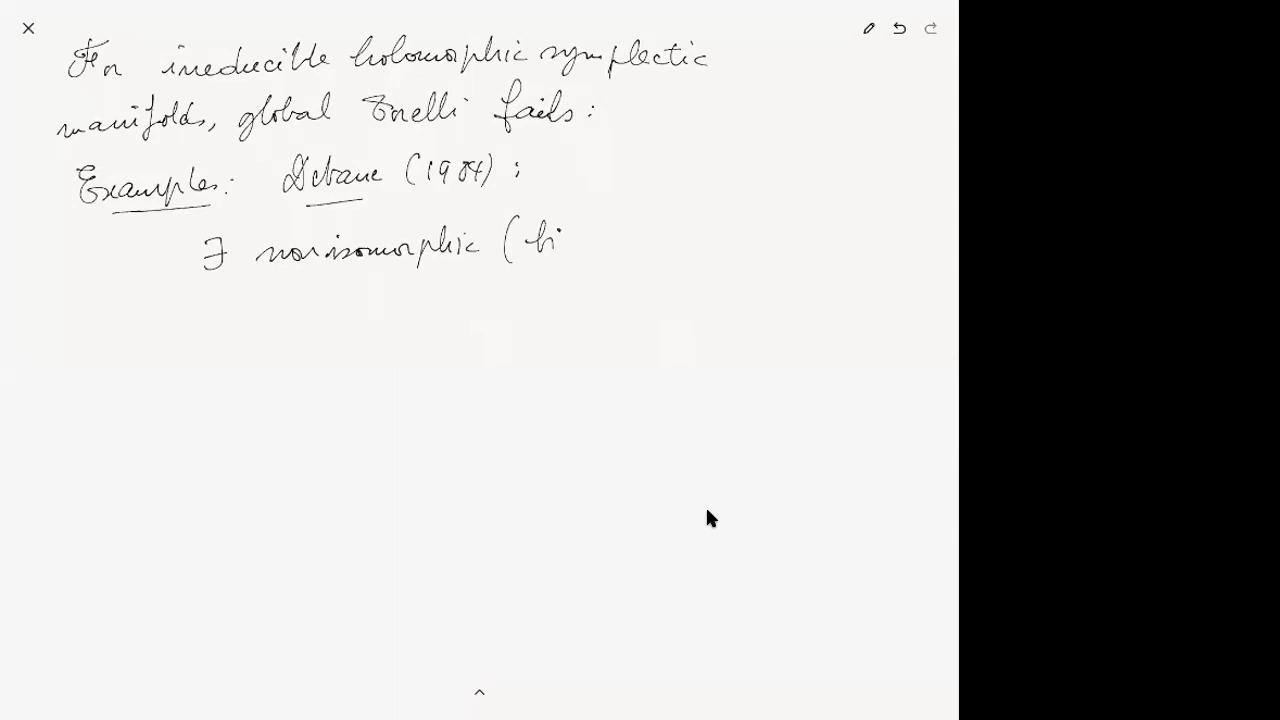 For irreducible holomorphic symplectic
manifolds, global Torelli fails:
Examples: Debarre (1984):
∃ nonisomorphic (bi